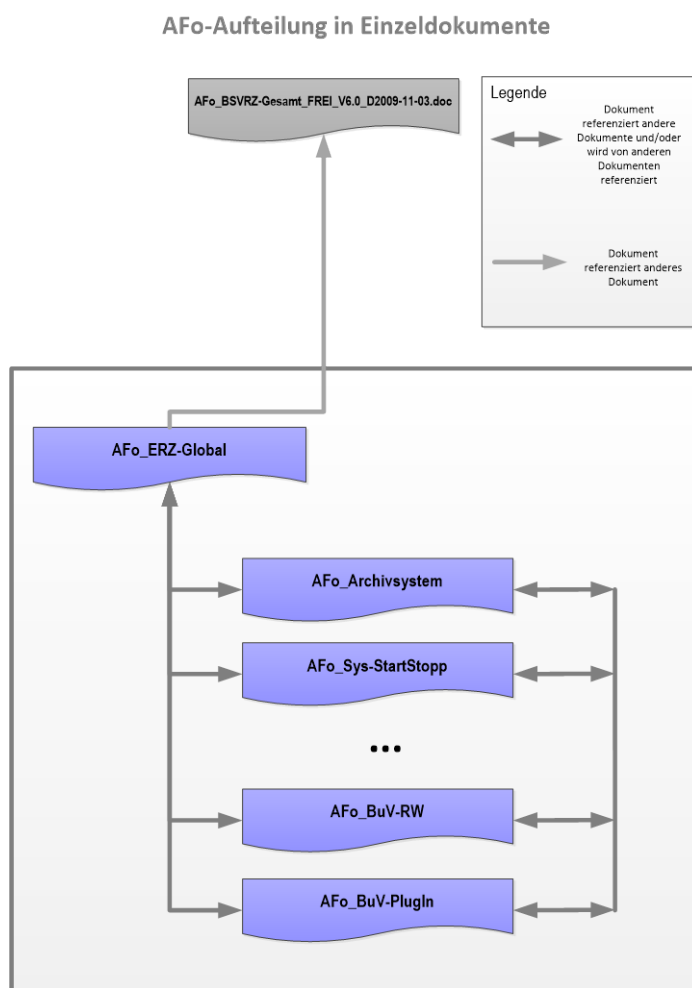 AFo-Aufteilung in Einzeldokumente
AFo_BSVRZ-Gesamt_FREI_V6.0_D2009-11-03.doc
Legende
Dokument
referenziert andere
Dokumente und/oder
wird von anderen
Dokumenten
referenziert
Dokument
referenziert anderes
Dokument
AFo_ERZ-Global
AFo_Archivsystem
AFo_Sys-StartStopp
...
AFo_BuV-RW
AFo_BuV-PlugIn